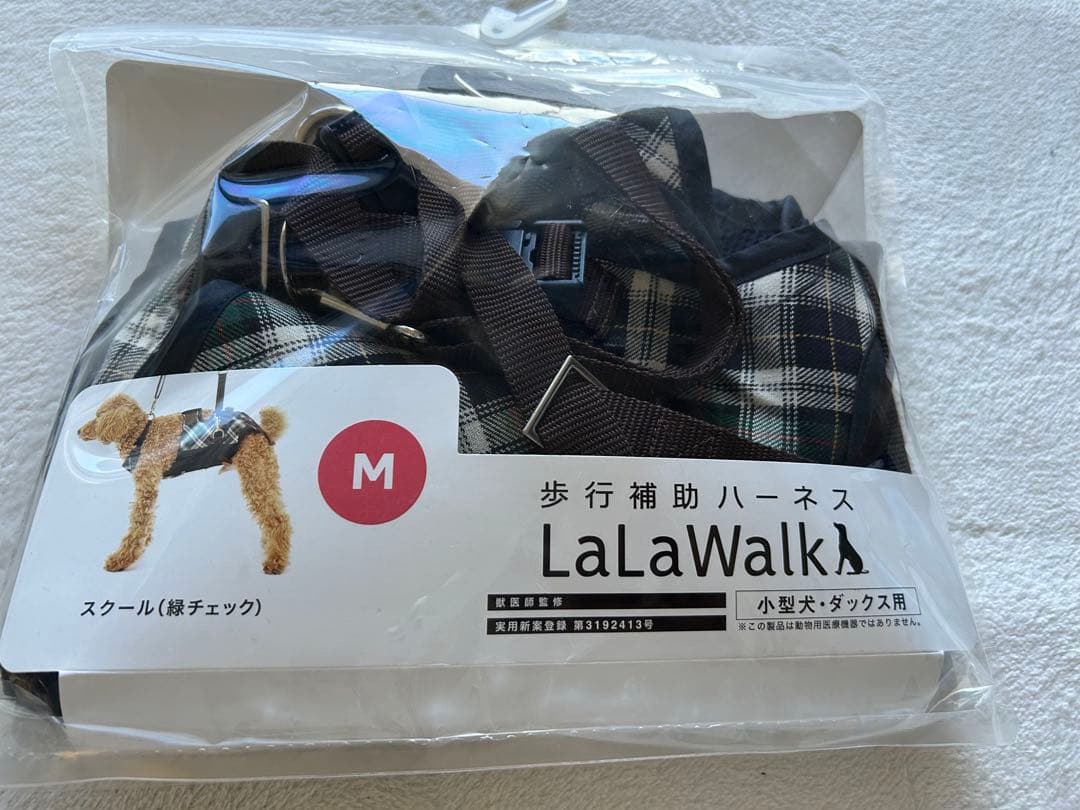 M
歩行補助ハーネス
LaLaWalk
スクール(緑チェック)
獣医師監修
実用新案登録 第3192413号
小型犬・ダックス用
※この製品は動物用医療機器ではありません。